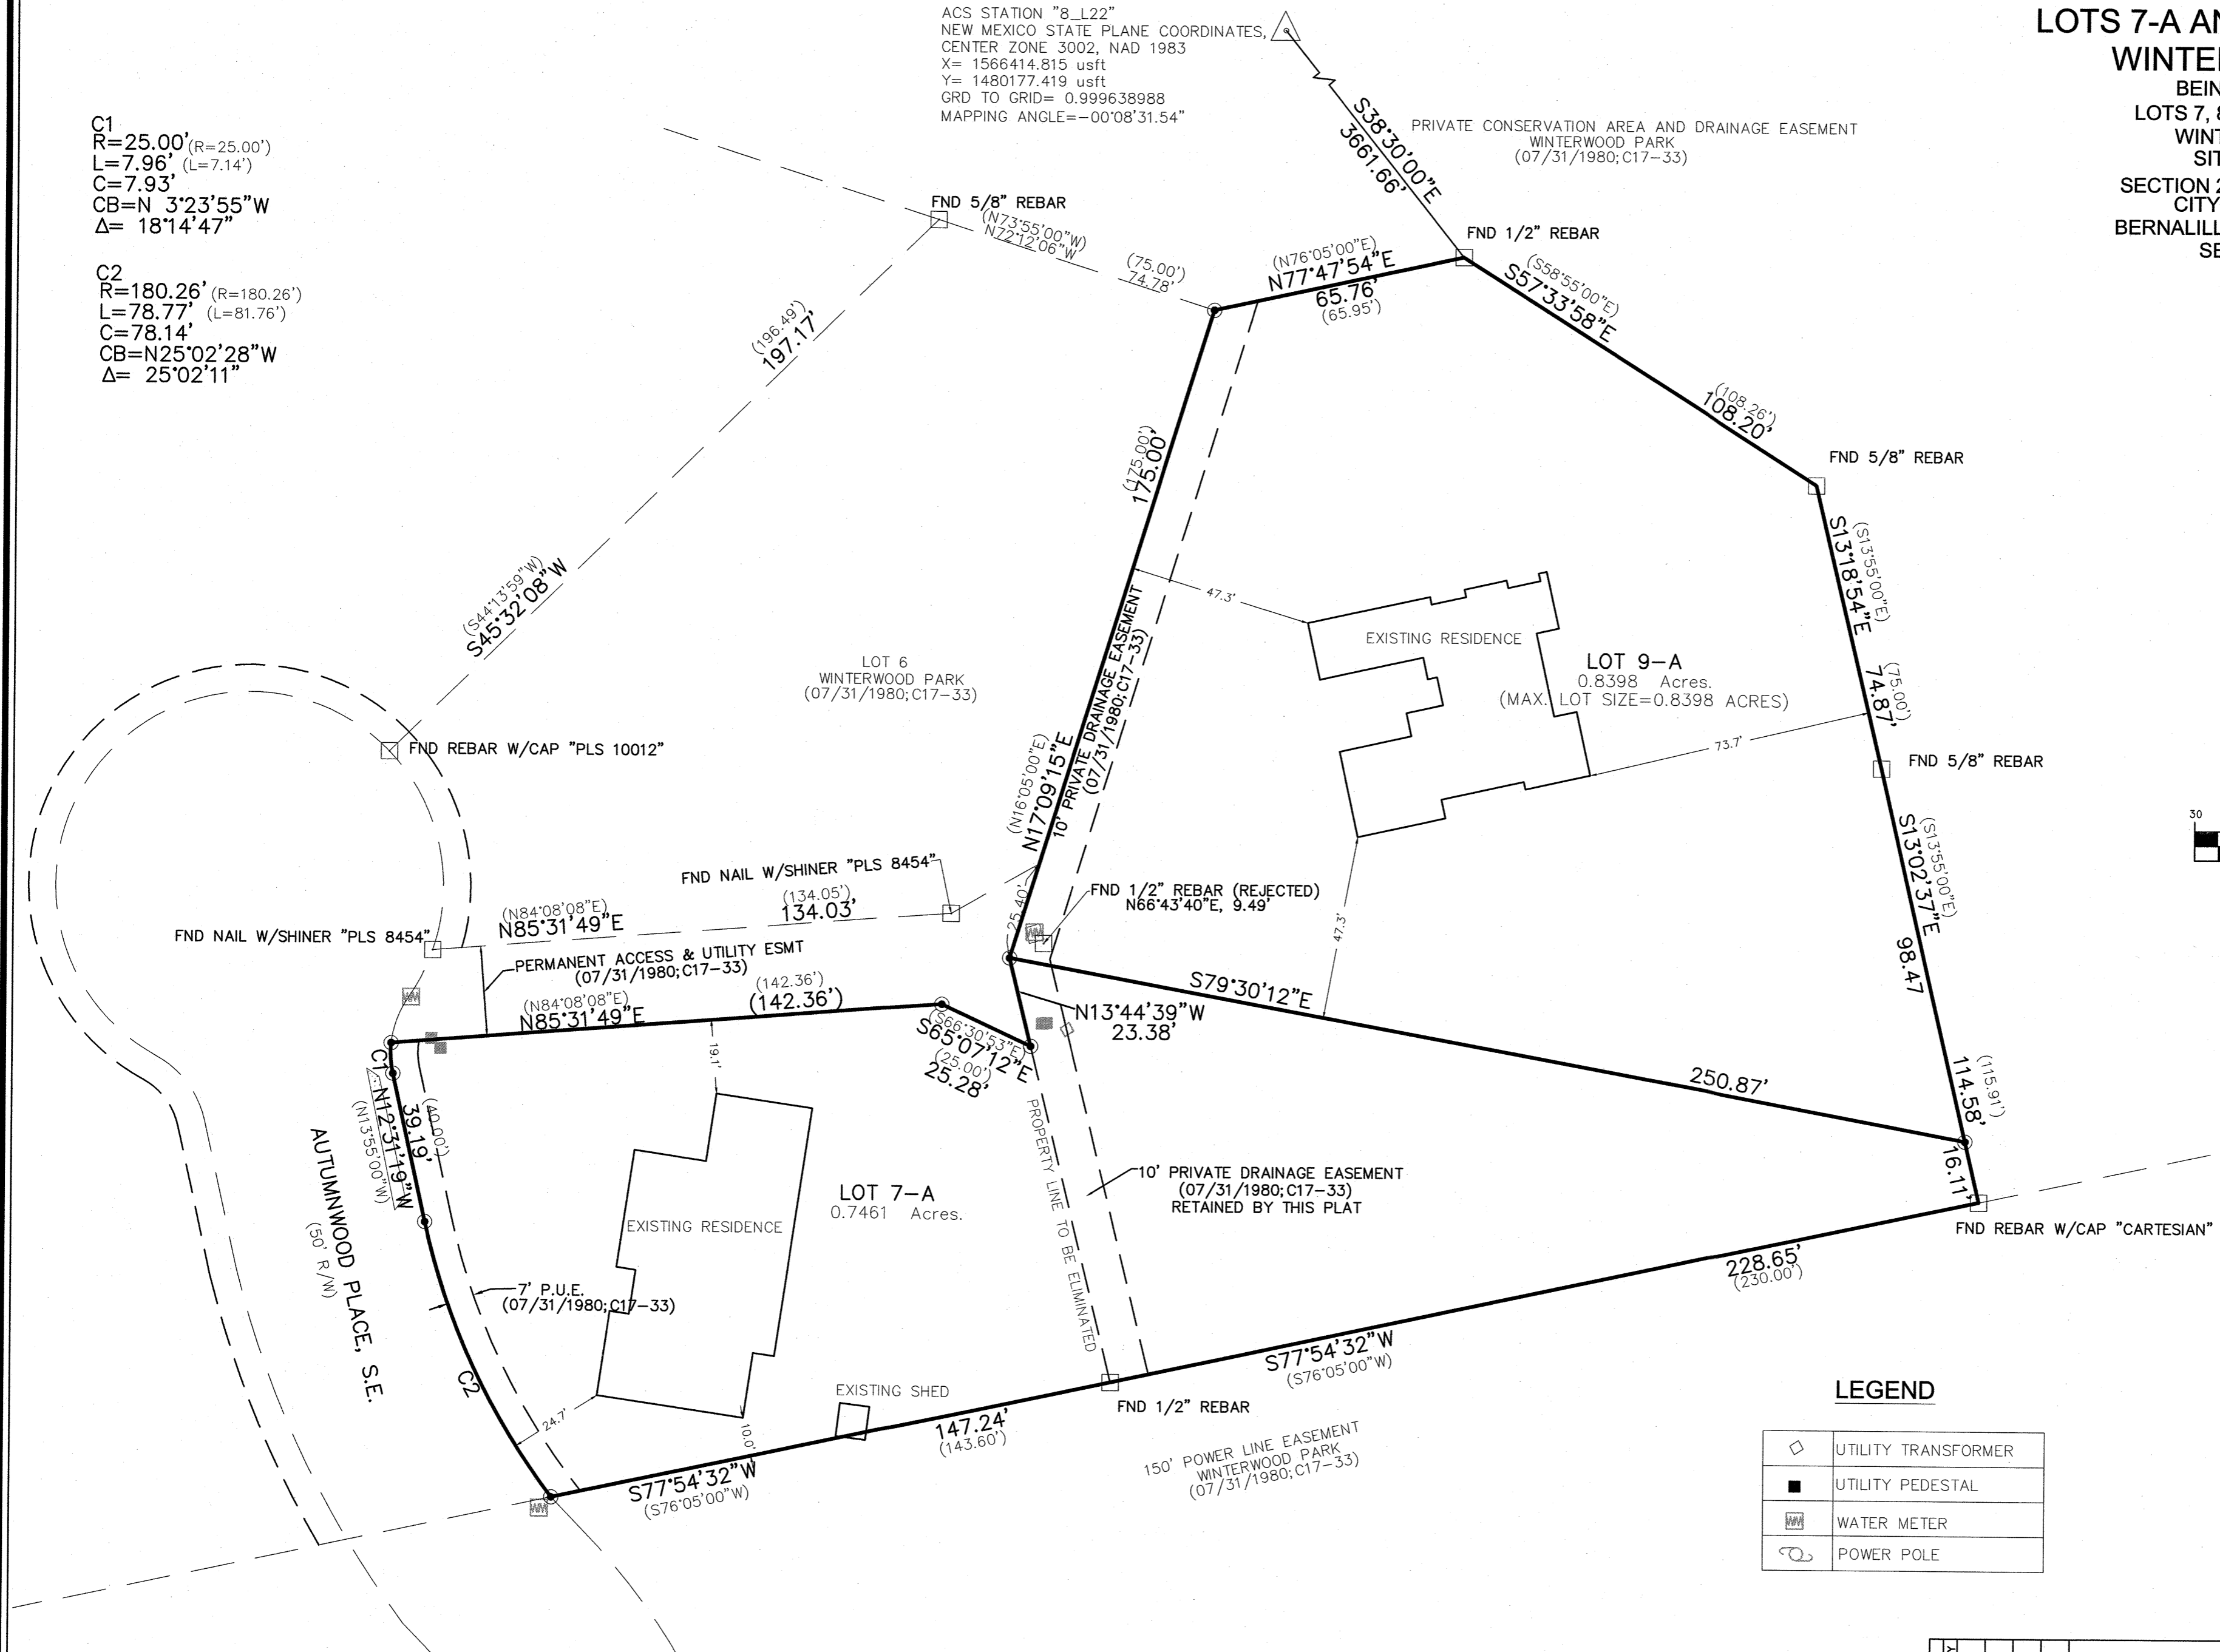 ACS STATION "8_L22"
NEW MEXICO STATE PLANE COORDINATES,
CENTER ZONE 3002, NAD 1983
X= 1566414.815 usft
Y= 1480177.419 usft
GRD TO GRID= 0.999638988
MAPPING ANGLE=-00°08'31.54"
LOTS 7-A
WINTE
BEIN
LOTS 7,
WINT
SIT
SECTION
CITY
BERNALILL
SE
C1
R=25.00' (R=25.00')
L=7.96' (L=7.14')
C=7.93'
CB=N 3°23'55"W
Δ= 18°14'47"
C2
R=180.26' (R=180.26')
L=78.77' (L=81.76')
C=78.14'
CB=N25°02'28"W
Δ= 25°02'11"
S38°30'00"E
3661.66'
PRIVATE CONSERVATION AREA AND DRAINAGE EASEMENT
WINTERWOOD PARK
(07/31/1980;C17-33)
FND 5/8" REBAR
(N73°55'00"W)
N72°12'06"W
(75.00')
74.78'
(N76°05'00"E)
N77°47'54"E
65.76'
(65.95')
FND 1/2" REBAR
(S58°55'00"E)
S57°33'58"E
(108.26')
108.20'
FND 5/8" REBAR
(196.49')
197.17'
(S44°13'59"W)
S45°32'08"W
(175.00')
175.00'
(S13°55'00"E)
S13°18'54"E
(75.00')
74.87'
47.3'
EXISTING RESIDENCE
LOT 9-A
0.8398 Acres.
(MAX. LOT SIZE=0.8398 ACRES)
73.7'
LOT 6
WINTERWOOD PARK
(07/31/1980;C17-33)
(N16°05'00"E)
N17°09'15"E
10' PRIVATE DRAINAGE EASEMENT
(07/31/1980;C17-33)
FND REBAR W/CAP "PLS 10012"
FND 5/8" REBAR
30
(S13°55'00"E)
S13°02'37"E
98.47
FND NAIL W/SHINER "PLS 8454"
(134.05')
134.03'
(N84°08'08"E)
N85°31'49"E
25.40'
FND 1/2" REBAR (REJECTED)
N66°43'40"E, 9.49'
47.3'
FND NAIL W/SHINER "PLS 8454"
PERMANENT ACCESS & UTILITY ESMT
(07/31/1980;C17-33)
(N84°08'08"E)
N85°31'49"E
(142.36')
(142.36')
S79°30'12"E
250.87'
N13°44'39"W
23.38'
(S66°30'53"E)
S65°07'12"E
(25.00')
25.28'
(115.91')
114.58'
16.11'
FND REBAR W/CAP "CARTESIAN"
C1
N12°31'19"W
(N13°55'00"W)
39.19'
(40.00')
19.1'
AUTUMNWOOD PLACE, S.E.
(50' R/W)
LOT 7-A
0.7461 Acres.
EXISTING RESIDENCE
PROPERTY LINE TO BE ELIMINATED
10' PRIVATE DRAINAGE EASEMENT
(07/31/1980;C17-33)
RETAINED BY THIS PLAT
7' P.U.E.
(07/31/1980;C17-33)
C2
24.7'
10.0'
EXISTING SHED
228.65'
(230.00')
S77°54'32"W
(S76°05'00"W)
FND 1/2" REBAR
147.24'
(143.60')
S77°54'32"W
(S76°05'00"W)
150' POWER LINE EASEMENT
WINTERWOOD PARK
(07/31/1980;C17-33)
LEGEND
UTILITY TRANSFORMER
UTILITY PEDESTAL
WM WATER METER
POWER POLE